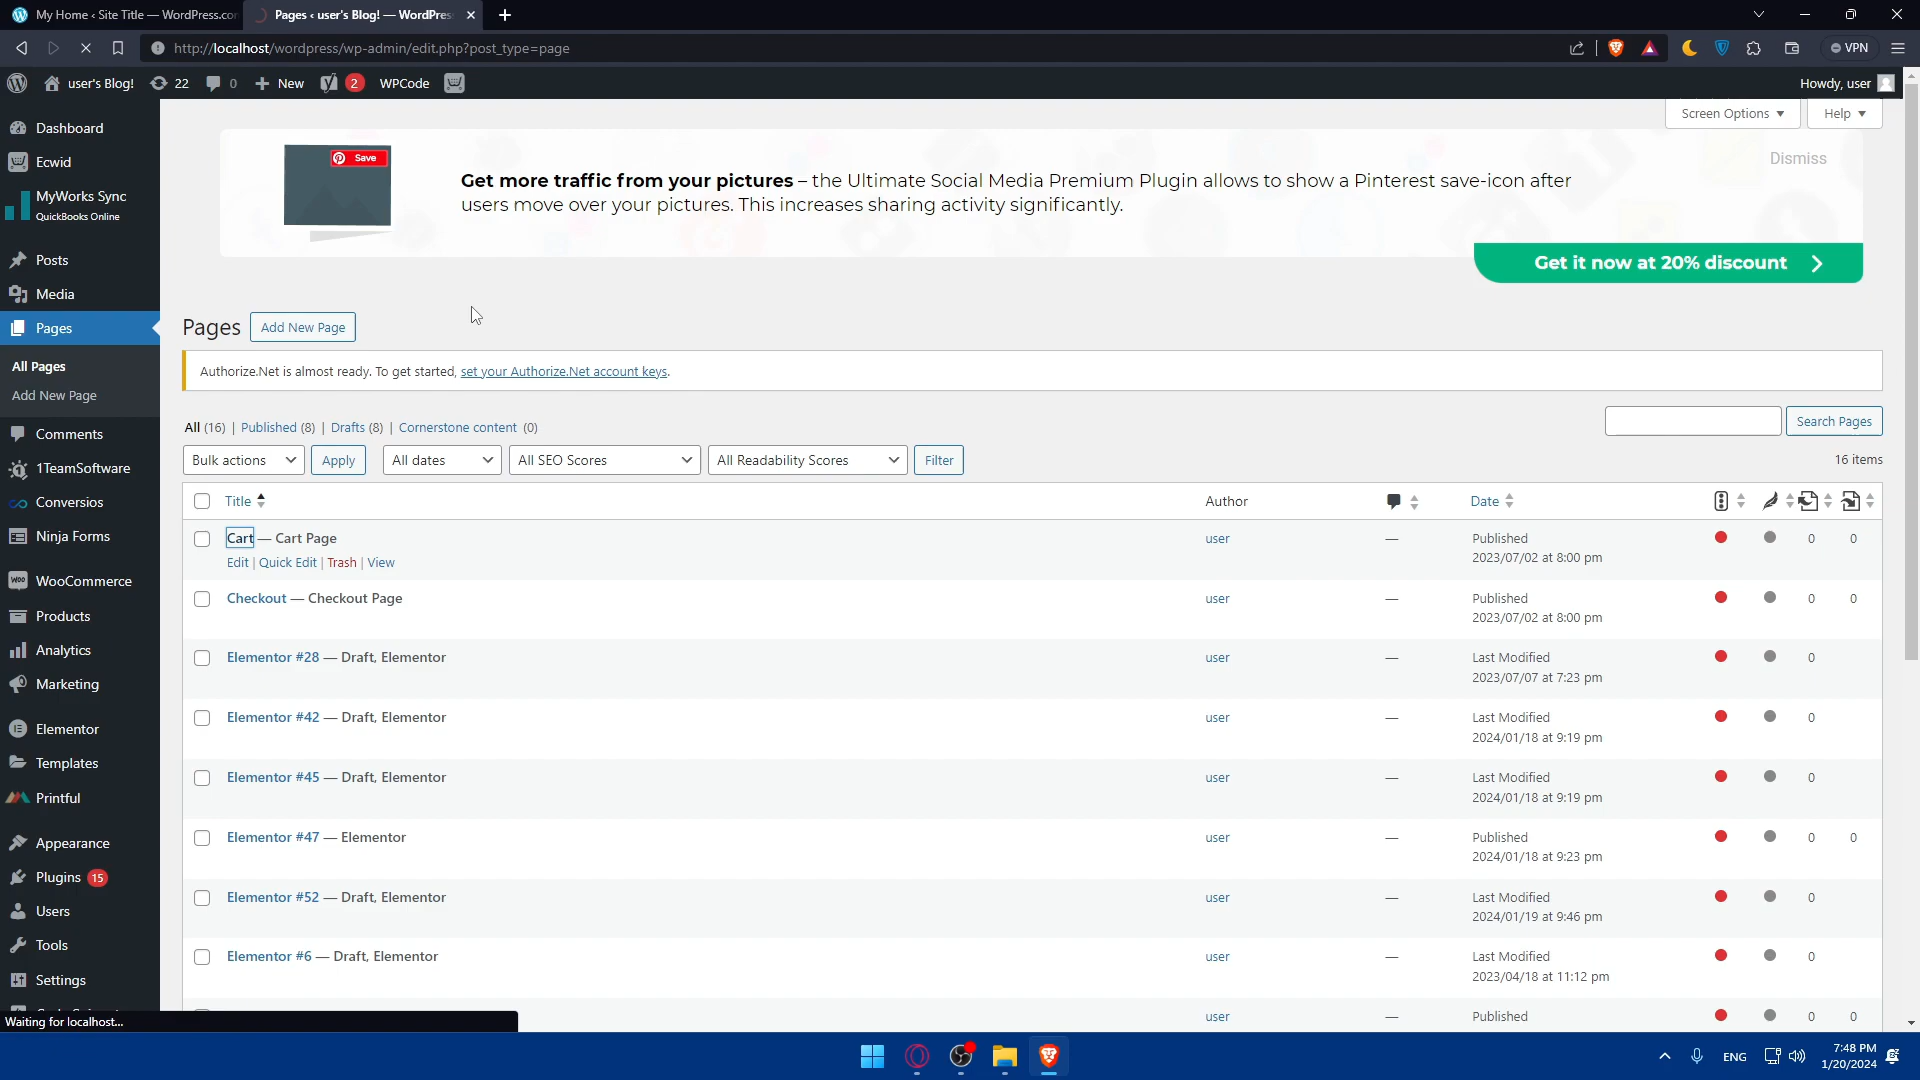 My Home ‹ Site Title — WordPress.con
Pages ‹ user's Blog! — WordPres
http://localhost/wordpress/wp-admin/edit.php?post_type=page
VPN
user's Blog!
22
0
New
2
WPCode
Howdy, user
Screen Options
Help
Dashboard
Ecwid
MyWorks Sync
QuickBooks Online
Posts
Media
Pages
All Pages
Add New Page
Comments
1TeamSoftware
Conversios
Ninja Forms
WooCommerce
Products
Analytics
Marketing
Elementor
Templates
Printful
Appearance
Plugins 15
Users
Tools
Settings
Save
Get more traffic from your pictures – the Ultimate Social Media Premium Plugin allows to show a Pinterest save-icon after
users move over your pictures. This increases sharing activity significantly.
Dismiss
Get it now at 20% discount
Pages
Add New Page
Authorize.Net is almost ready. To get started, set your Authorize.Net account keys.
All (16) | Published (8) | Drafts (8) | Cornerstone content (0)
Search Pages
Bulk actions
Apply
All dates
All SEO Scores
All Readability Scores
Filter
16 items
Title
Author
Date
Cart — Cart Page
user
—
Published
0
0
Edit | Quick Edit | Trash | View
2023/07/02 at 8:00 pm
Checkout — Checkout Page
user
—
Published
0
0
2023/07/02 at 8:00 pm
Elementor #28 — Draft, Elementor
user
—
Last Modified
0
2023/07/07 at 7:23 pm
Elementor #42 — Draft, Elementor
user
—
Last Modified
0
2024/01/18 at 9:19 pm
Elementor #45 — Draft, Elementor
user
—
Last Modified
0
2024/01/18 at 9:19 pm
Elementor #47 — Elementor
user
—
Published
0
0
2024/01/18 at 9:23 pm
Elementor #52 — Draft, Elementor
user
—
Last Modified
0
2024/01/19 at 9:46 pm
Elementor #6 — Draft, Elementor
user
—
Last Modified
0
2023/04/18 at 11:12 pm
user
—
Published
0
0
Waiting for localhost...
ENG
7:48 PM
1/20/2024